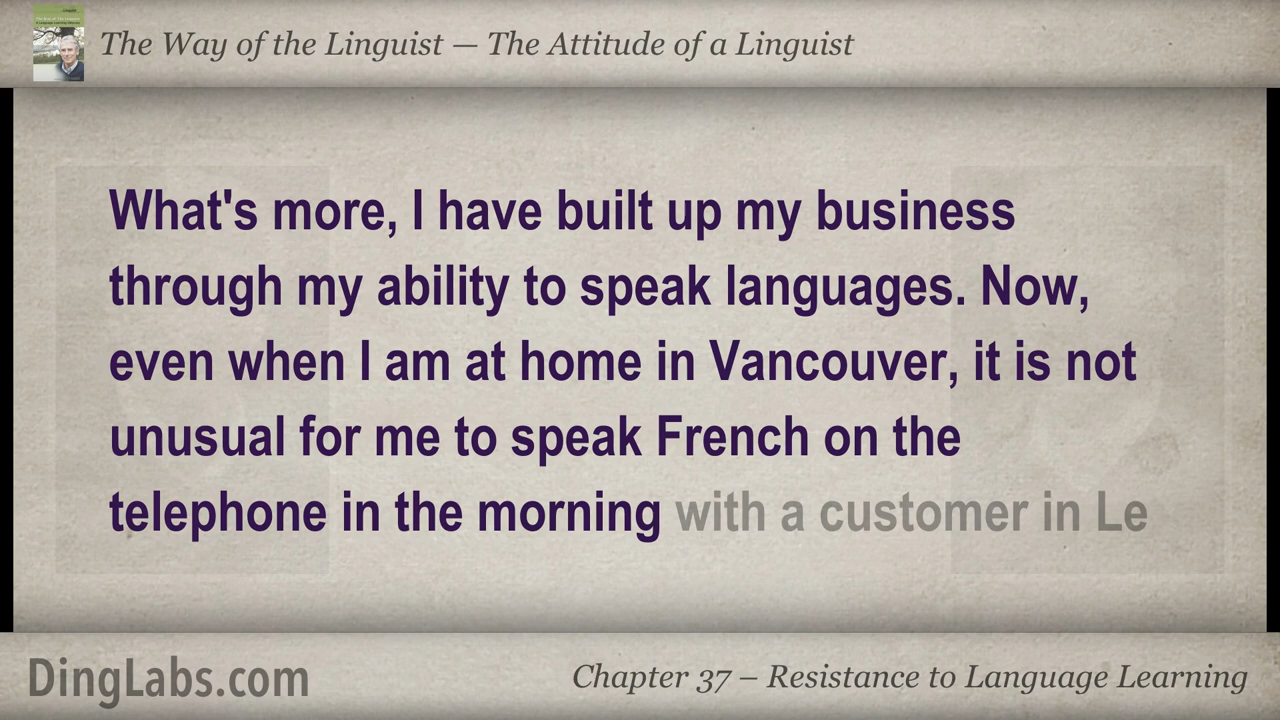 The Way of the Linguist — The Attitude of a Linguist
What's more, I have built up my business
through my ability to speak languages. Now,
even when I am at home in Vancouver, it is not
unusual for me to speak French on the
telephone in the morning with a customer in Le
DingLabs.com
Chapter 37 – Resistance to Language Learning